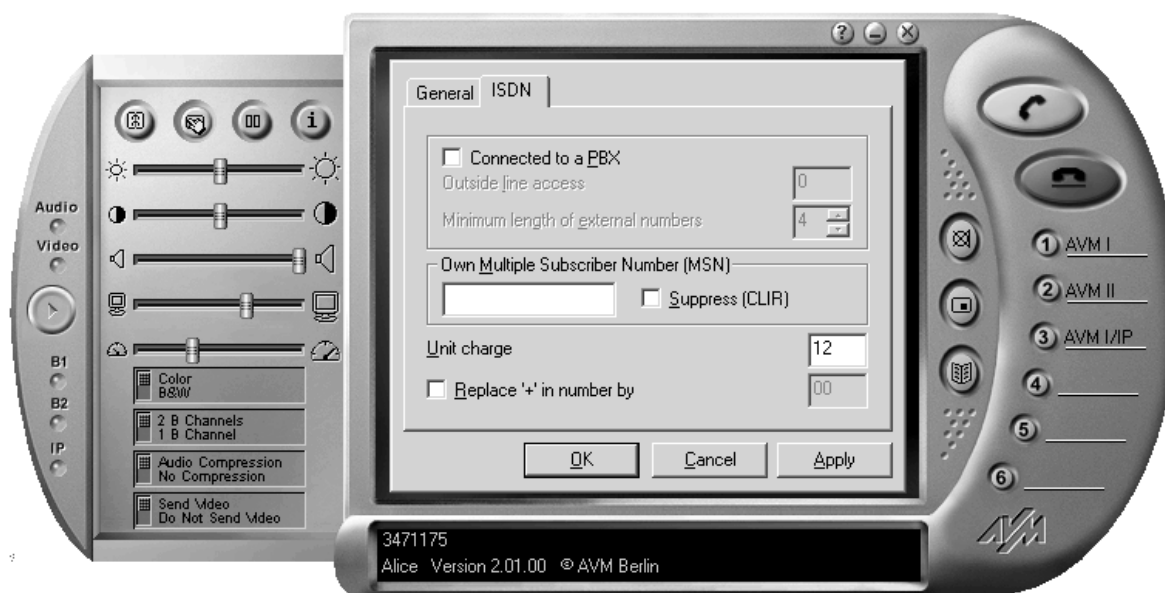 ?
General
ISDN
i
Connected to a PBX
Outside line access 0
Minimum length of external numbers 4
Audio
Video
Own Multiple Subscriber Number (MSN)
Suppress (CLIR)
1 AVM I
2 AVM II
3 AVM I/IP
4
5
6
Unit charge 12
Replace '+' in number by 00
B1
B2
IP
Color
B&W
2 B Channels
1 B Channel
Audio Compression
No Compression
Send Video
Do Not Send Video
OK
Cancel
Apply
3471175
Alice Version 2.01.00 © AVM Berlin
AVM